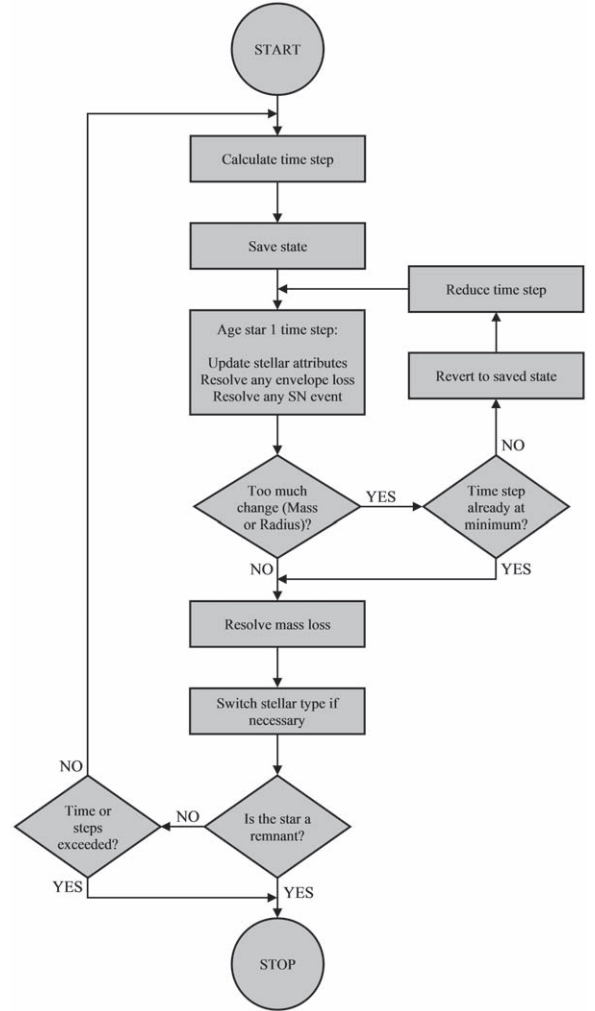 START
Calculate time step
Save state
Reduce time step
Age star 1 time step:
Update stellar attributes
Resolve any envelope loss
Resolve any SN event
Revert to saved state
NO
Too much
change (Mass
or Radius)?
YES
Time step
already at
minimum?
NO
YES
Resolve mass loss
Switch stellar type if
necessary
NO
Time or
steps
exceeded?
NO
Is the star a
remnant?
YES
YES
STOP